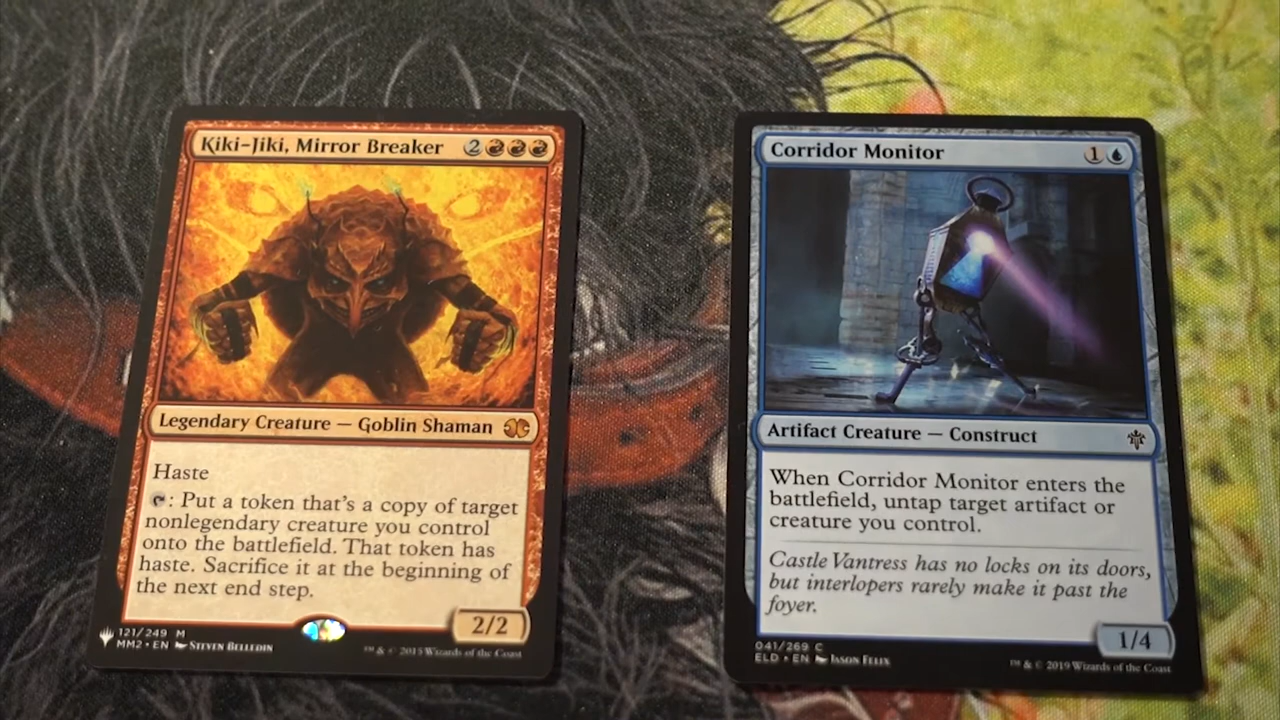 Kiki-Jiki, Mirror Breaker 2
Legendary Creature — Goblin Shaman
Haste
: Put a token that's a copy of target
nonlegendary creature you control
onto the battlefield. That token has
haste. Sacrifice it at the beginning of
the next end step.
2/2
121/249 M
MM2 • EN Steven Belledin
™ & © 2015 Wizards of the Coast
Corridor Monitor 1
Artifact Creature — Construct
When Corridor Monitor enters the
battlefield, untap target artifact or
creature you control.
Castle Vantress has no locks on its doors,
but interlopers rarely make it past the
foyer.
1/4
041/269 C
ELD • EN Jason Felix
™ & © 2019 Wizards of the Coast